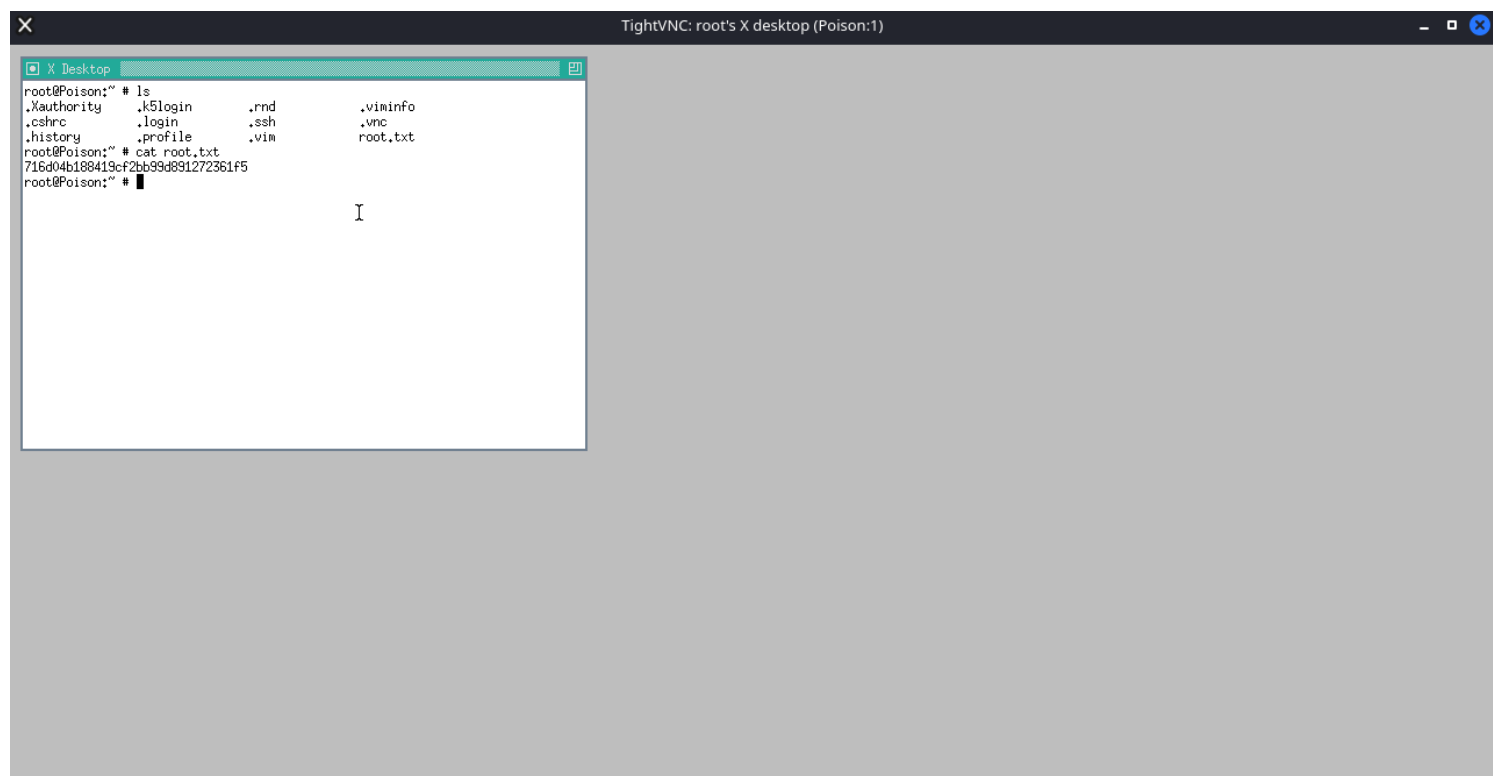 TightVNC: root's X desktop (Poison:1)
X Desktop
root@Poison:~ # ls
.Xauthority .k5login .rnd .viminfo
.cshrc .login .ssh .vnc
.history .profile .vim root.txt
root@Poison:~ # cat root.txt
716d04b188419cf2bb99d891272361f5
root@Poison:~ #